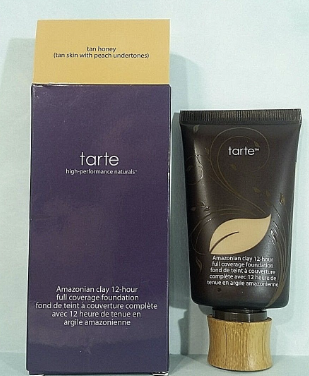 tan honey
(tan skin with peach undertones)
tarte
high-performance naturals™
Amazonian clay 12-hour
full coverage foundation
fond de teint à couverture complète
avec 12 heure de tenue en
argile amazonienne
tarte™
Amazonian clay 12-hour
full coverage foundation
fond de teint à couverture
complète avec 12 heure de
tenue en argile amazonienne